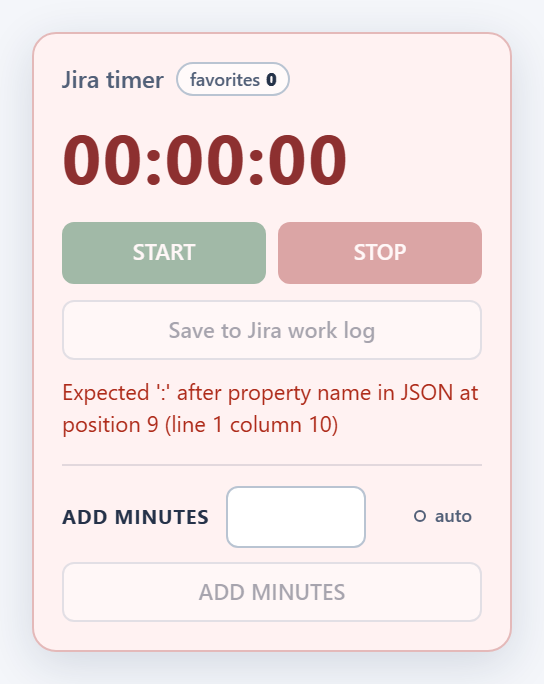 Jira timer
favorites 0
00:00:00
START
STOP
Save to Jira work log
Expected ':' after property name in JSON at
position 9 (line 1 column 10)
ADD MINUTES
auto
ADD MINUTES